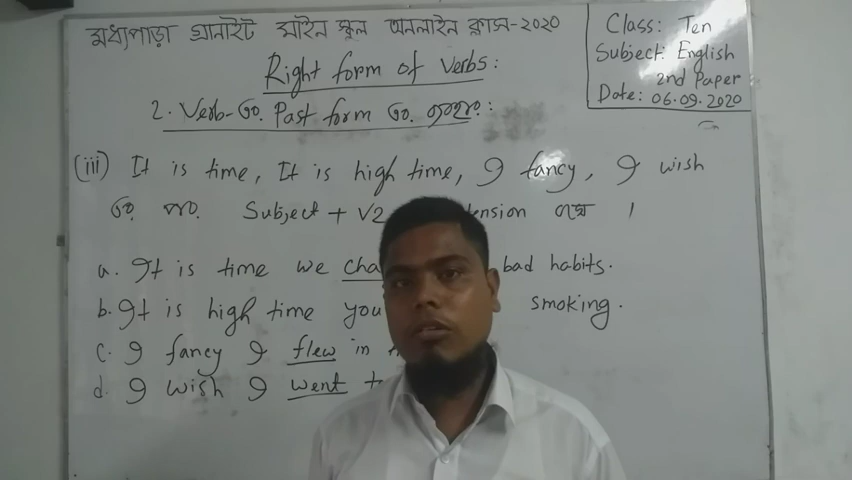 মধ্যপাড়া গ্রানাইট মাইন স্কুল অনলাইন ক্লাস-২০২০
Class: Ten
Subject: English
2nd Paper
Date: 06.09.2020
Right form of Verbs:
2. Verb-এর Past form এর ব্যবহার:
(iii) It is time, It is high time, I fancy, I wish
এর পর Subject + V2 tension বসে ।
a. It is time we cha bad habits.
b. It is high time you smoking.
c. I fancy I flew in
d. I wish I went